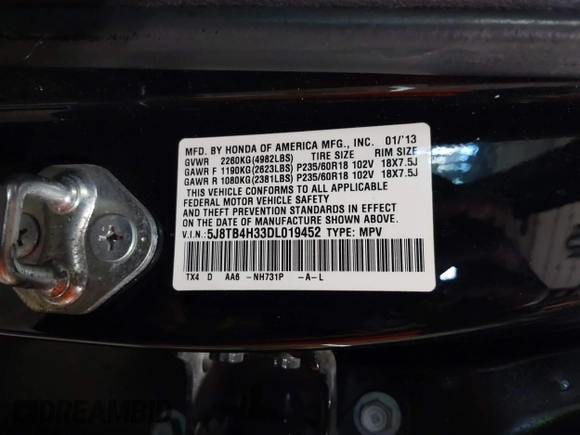 MFD. BY HONDA OF AMERICA MFG., INC. 01/'13
GVWR 2260KG(4982LBS) TIRE SIZE RIM SIZE
GAWR F 1190KG(2623LBS) P235/60R18 102V 18X7.5J
GAWR R 1080KG(2381LBS) P235/60R18 102V 18X7.5J
THIS VEHICLE CONFORMS TO ALL APPLICABLE
FEDERAL MOTOR VEHICLE SAFETY
AND THEFT PREVENTION STANDARDS IN EFFECT
ON THE DATE OF MANUFACTURE SHOWN ABOVE.
V.I.N.: 5J8TB4H33DL019452 TYPE: MPV
TX4 D AA6 -NH731P -A-L
DREAMBID